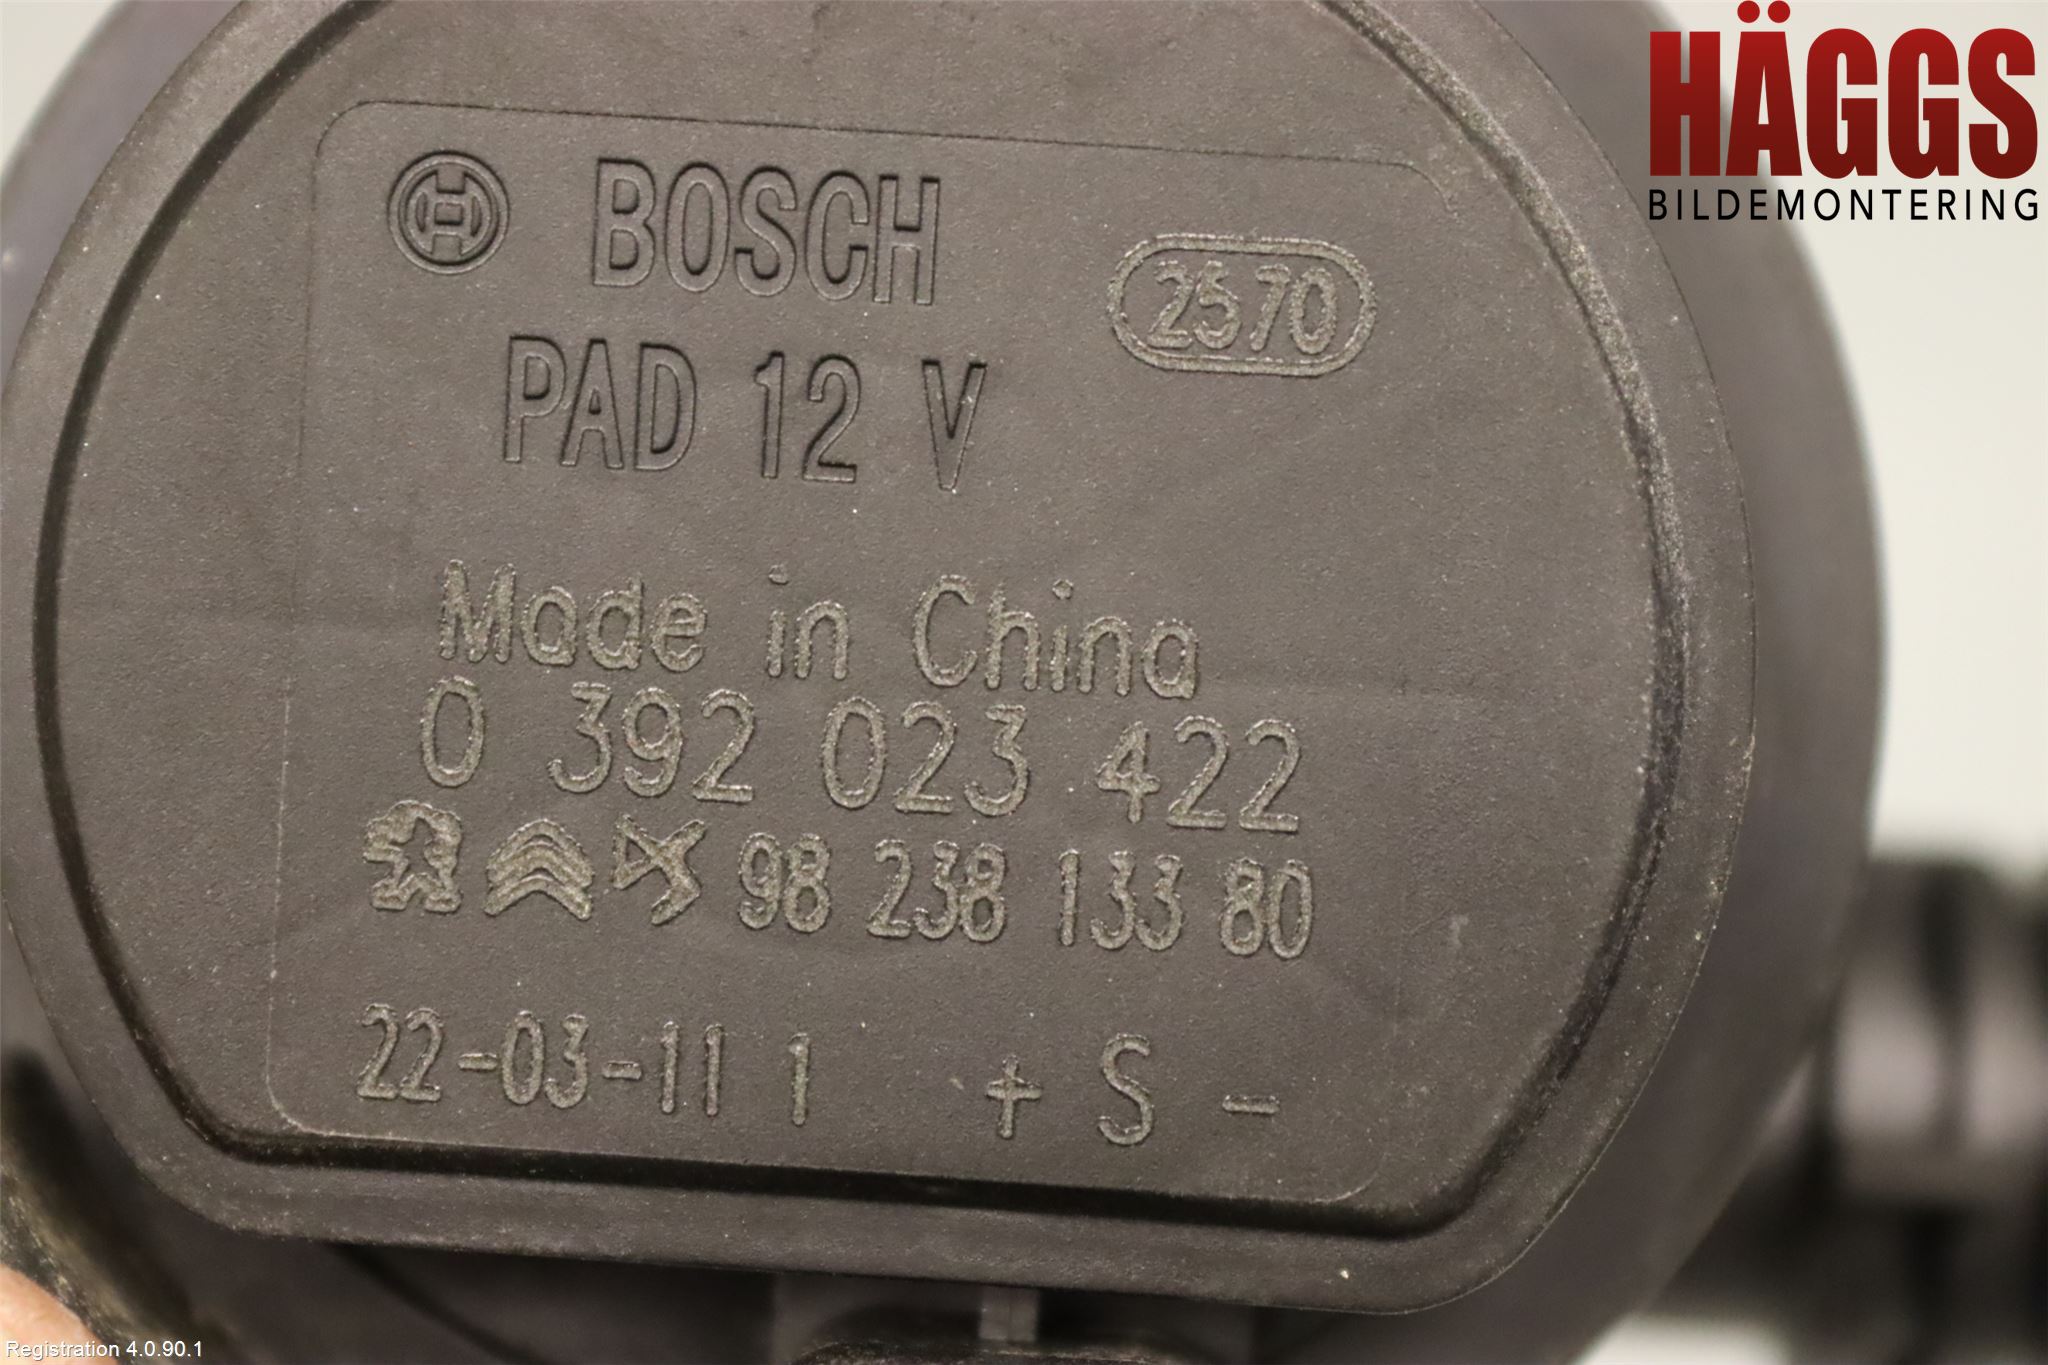 HÄGGS
BILDEMONTERING
BOSCH
2570
PAD 12 V
Made in China
0 392 023 422
98 238 133 80
22-03-11 1 + S -
Registration 4.0.90.1